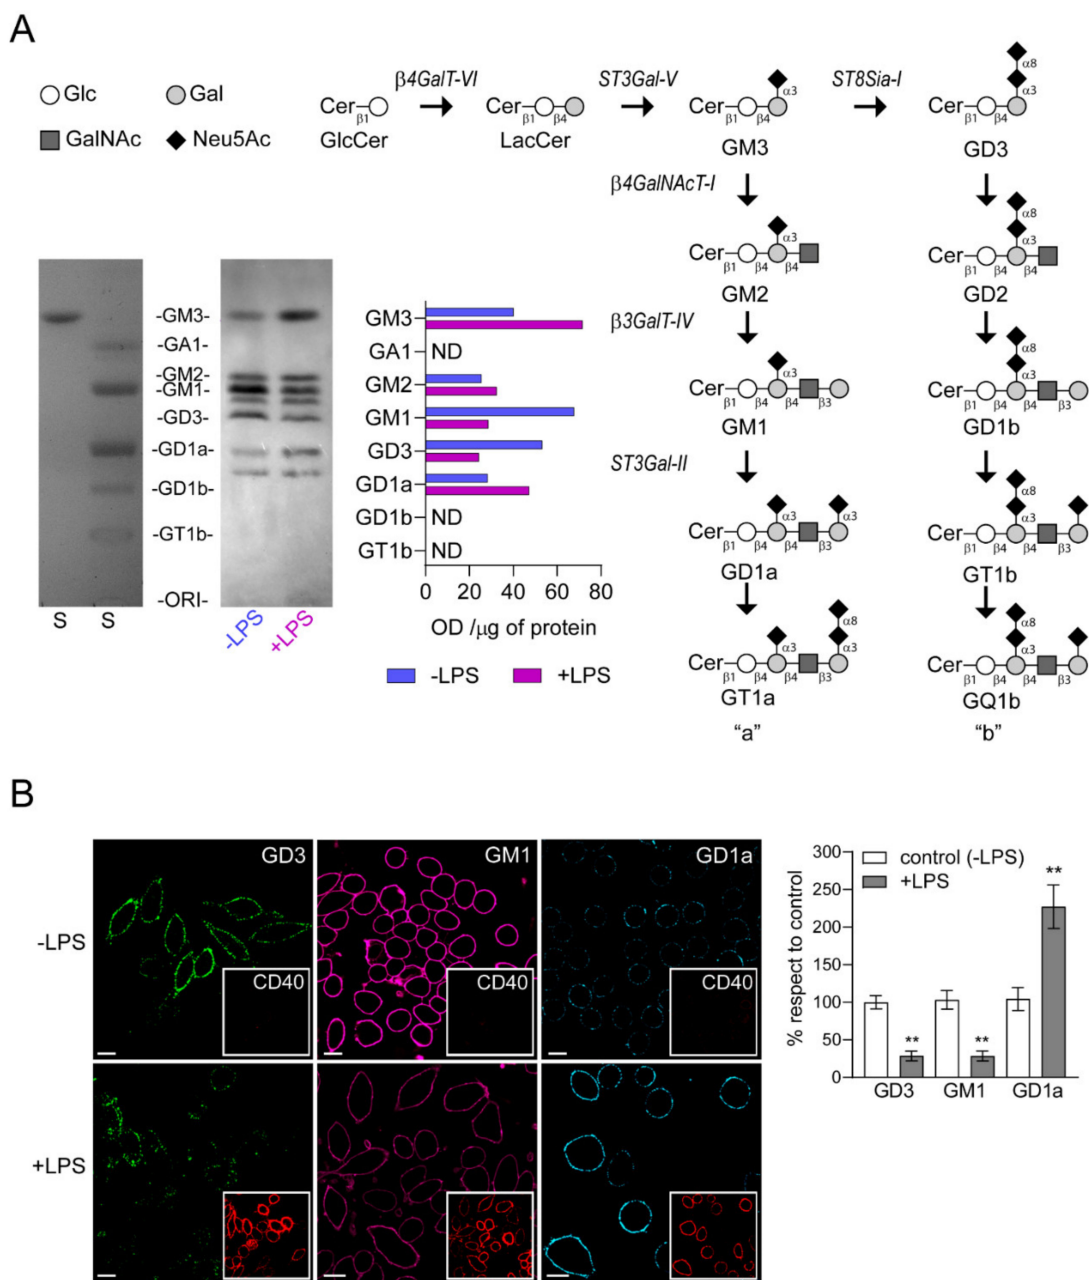 A
Glc
Gal
GalNAc
Neu5Ac
β4GalT-VI
ST3Gal-V
ST8Sia-I
Cer
β1
GlcCer
Cer
β1
β4
LacCer
Cer
β1
β4
α3
GM3
Cer
β1
β4
α3
α8
GD3
β4GalNAcT-I
Cer
β1
β4
β4
α3
GM2
Cer
β1
β4
β4
α3
α8
GD2
β3GalT-IV
Cer
β1
β4
β4
β3
α3
GM1
Cer
β1
β4
β4
β3
α3
α8
GD1b
ST3Gal-II
Cer
β1
β4
β4
β3
α3
α3
GD1a
Cer
β1
β4
β4
β3
α3
α8
α3
GT1b
Cer
β1
β4
β4
β3
α3
α3
α8
GT1a
Cer
β1
β4
β4
β3
α3
α8
α3
GQ1b
"a"
"b"
-GM3-
-GA1-
-GM2-
-GM1-
-GD3-
-GD1a-
-GD1b-
-GT1b-
-ORI-
S
S
-LPS
+LPS
GM3
GA1
ND
GM2
GM1
GD3
GD1a
GD1b
ND
GT1b
ND
0
20
40
60
80
OD /μg of protein
-LPS
+LPS
B
-LPS
GD3
CD40
GM1
CD40
GD1a
CD40
+LPS
% respect to control
300
250
200
150
100
50
0
control (-LPS)
+LPS
**
**
**
GD3
GM1
GD1a